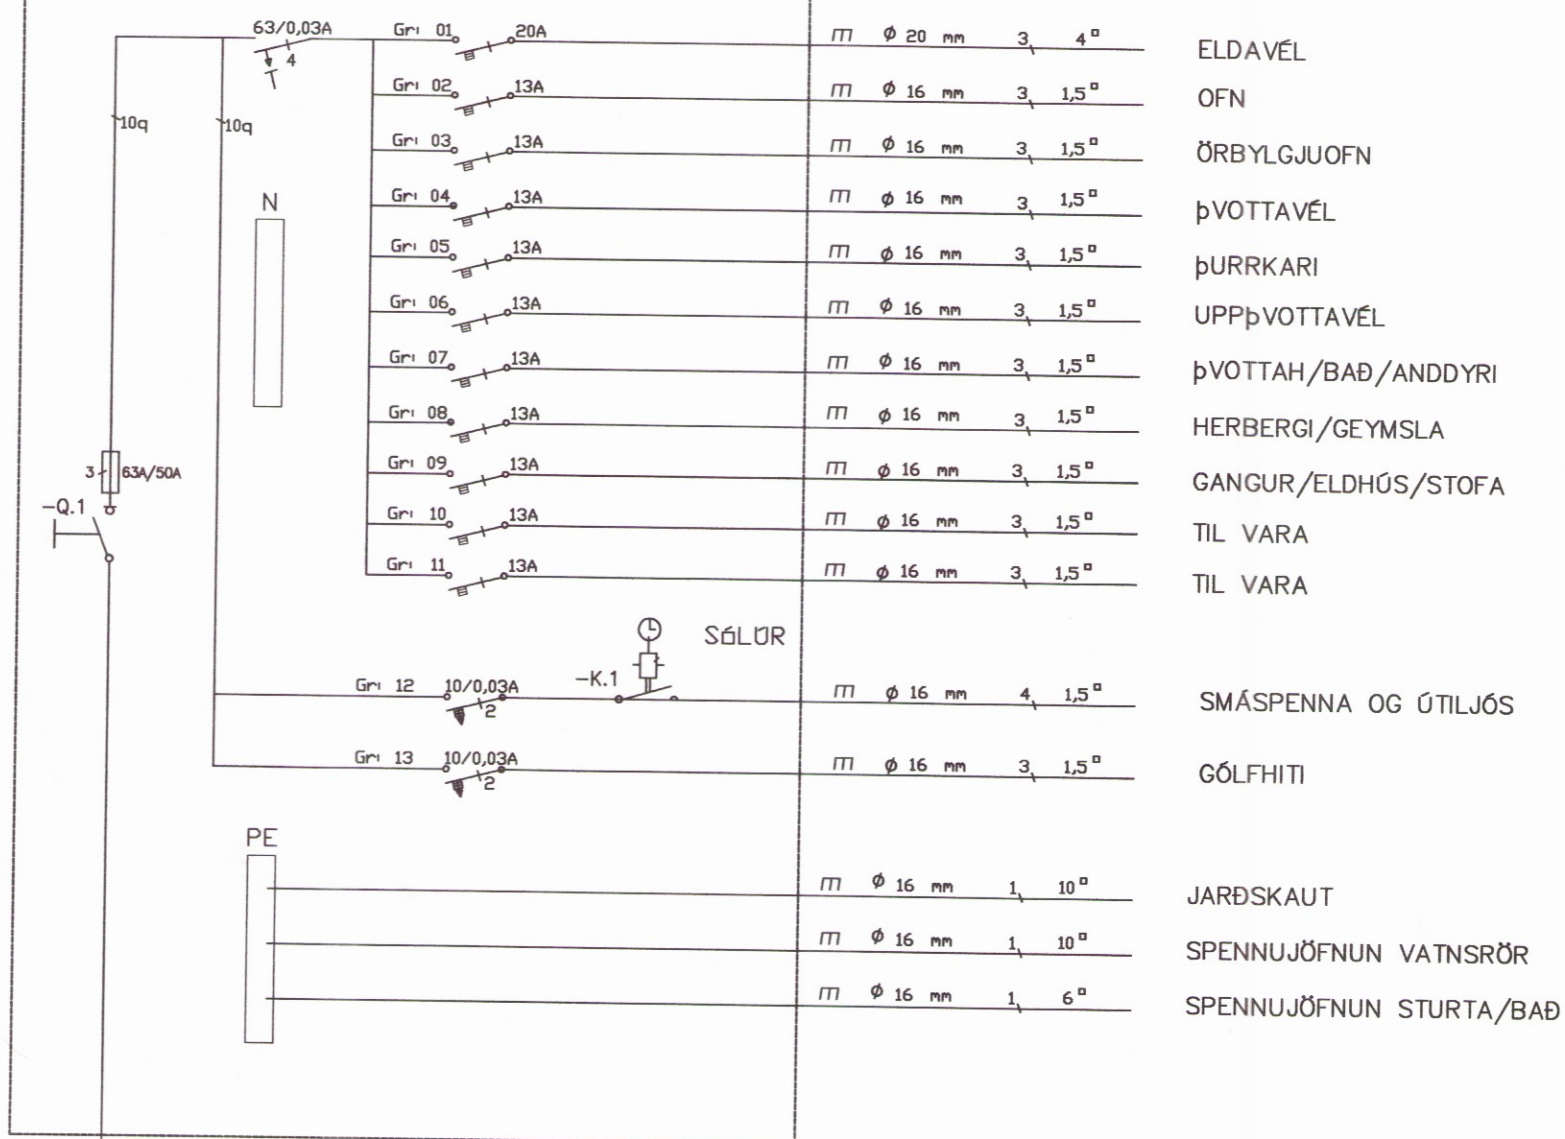 63/0,03A 4 Gr: 01 20A m ϕ 20 mm 3 4□ ELDAVÉL
Gr: 02 13A m ϕ 16 mm 3 1,5□ OFN
10q 10q
Gr: 03 13A m ϕ 16 mm 3 1,5□ ÖRBYLGJUOFN
N
Gr: 04 13A m ϕ 16 mm 3 1,5□ ÞVOTTAVÉL
Gr: 05 13A m ϕ 16 mm 3 1,5□ ÞURRKARI
Gr: 06 13A m ϕ 16 mm 3 1,5□ UPPÞVOTTAVÉL
Gr: 07 13A m ϕ 16 mm 3 1,5□ ÞVOTTAH/BAÐ/ANDDYRI
Gr: 08 13A m ϕ 16 mm 3 1,5□ HERBERGI/GEYMSLA
3 63A/50A
Gr: 09 13A m ϕ 16 mm 3 1,5□ GANGUR/ELDHÚS/STOFA
-Q.1
Gr: 10 13A m ϕ 16 mm 3 1,5□ TIL VARA
Gr: 11 13A m ϕ 16 mm 3 1,5□ TIL VARA
SÓLÚR
Gr: 12 10/0,03A 2 -K.1 m ϕ 16 mm 4 1,5□ SMÁSPENNA OG ÚTILJÓS
Gr: 13 10/0,03A 2 m ϕ 16 mm 3 1,5□ GÓLFHITI
PE
m ϕ 16 mm 1 10□ JARÐSKAUT
m ϕ 16 mm 1 10□ SPENNUJÖFNUN VATNSRÖR
m ϕ 16 mm 1 6□ SPENNUJÖFNUN STURTA/BAÐ